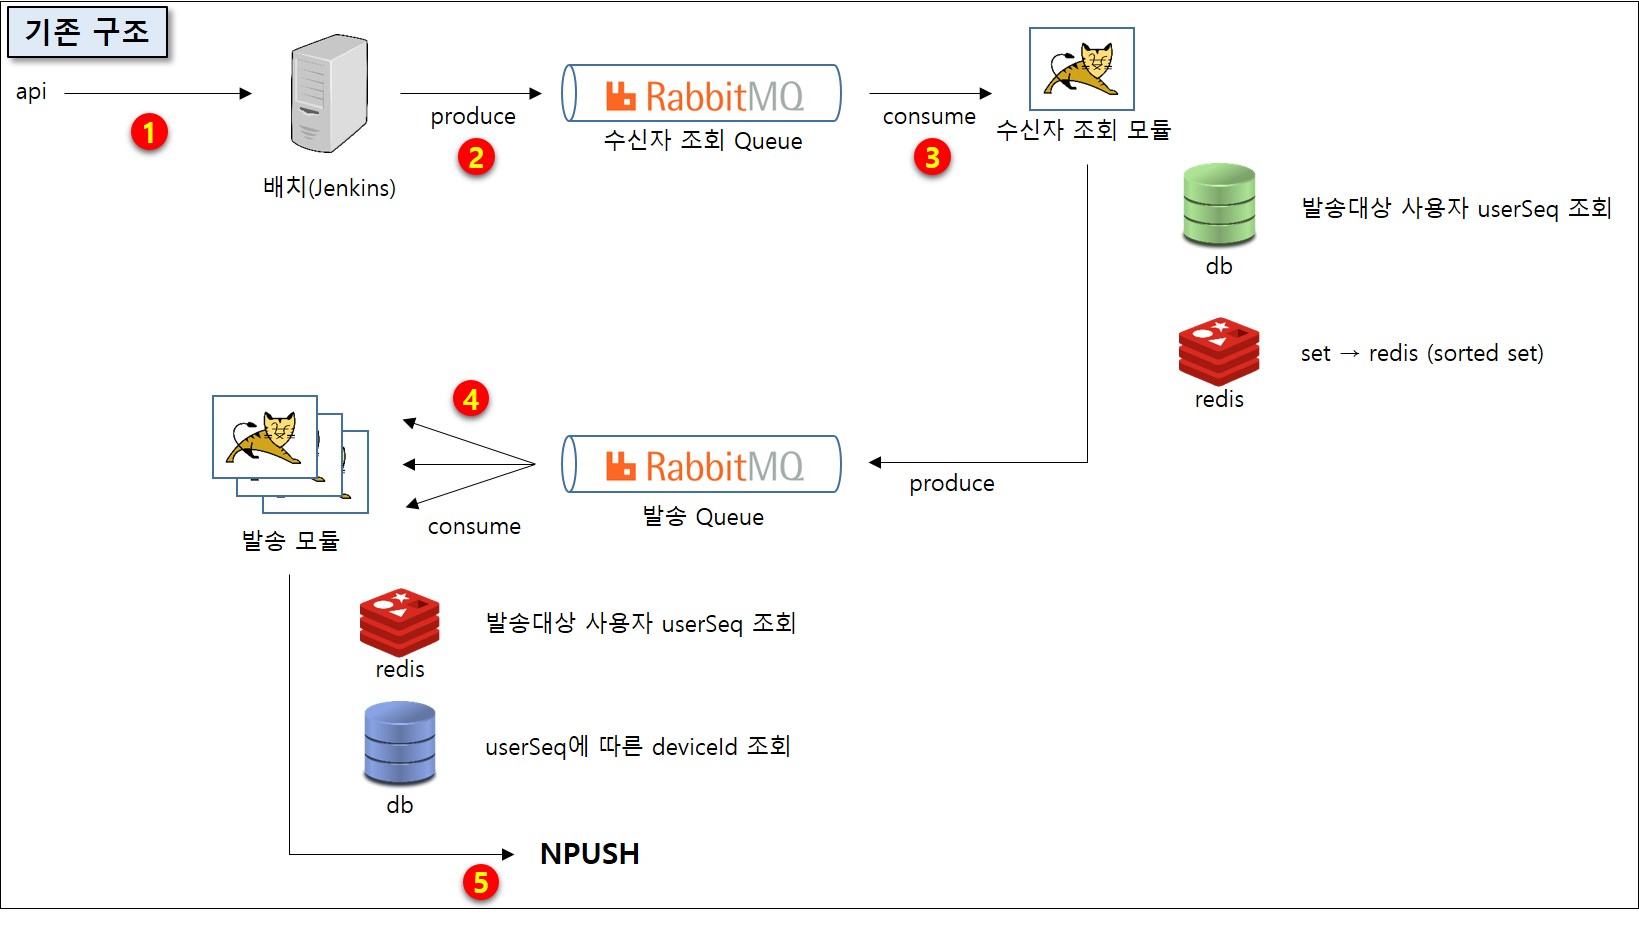 기존 구조
api
1
배치(Jenkins)
produce
2
RabbitMQ
수신자 조회 Queue
consume
3
수신자 조회 모듈
db
발송대상 사용자 userSeq 조회
redis
set → redis (sorted set)
produce
RabbitMQ
발송 Queue
4
consume
발송 모듈
redis
발송대상 사용자 userSeq 조회
db
userSeq에 따른 deviceId 조회
5
NPUSH